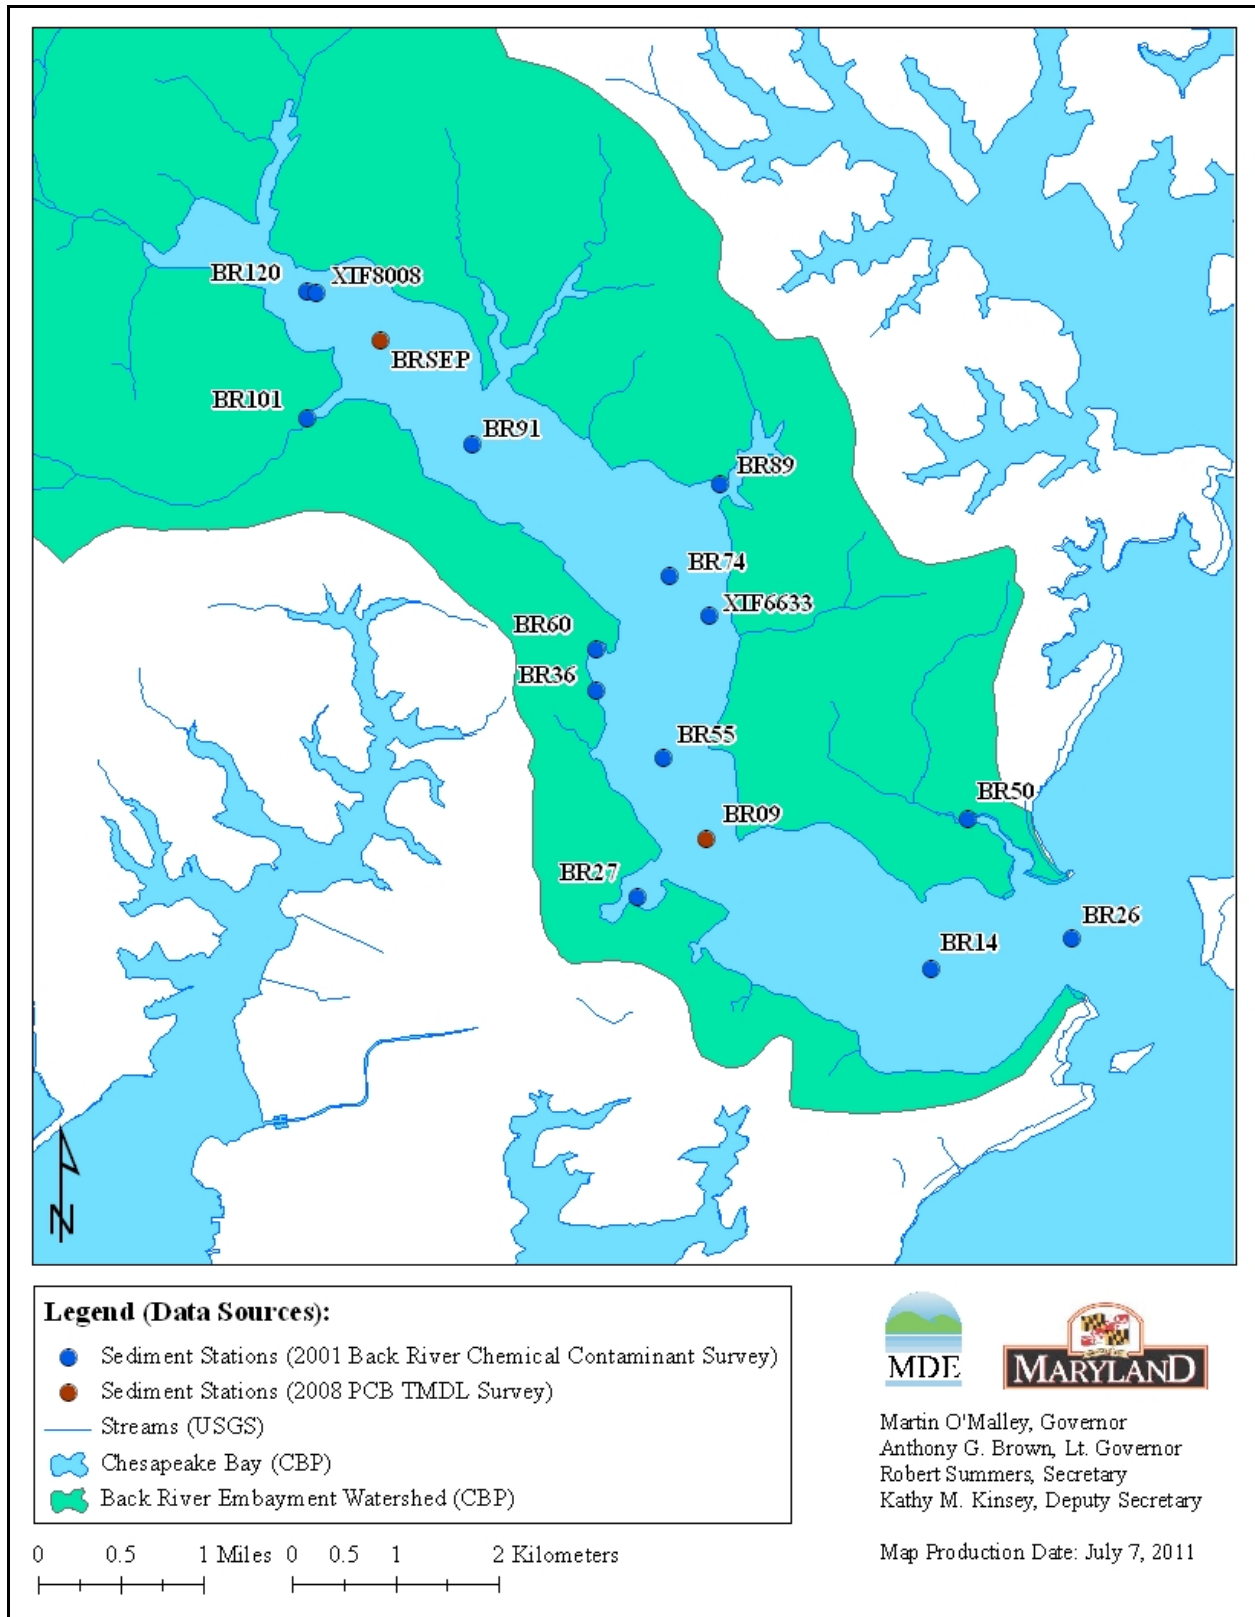 BR120
XIF8008
BRSEP
BR101
BR91
BR89
BR74
XIF6633
BR60
BR36
BR55
BR50
BR09
BR27
BR26
BR14
N
Legend (Data Sources):
Sediment Stations (2001 Back River Chemical Contaminant Survey)
Sediment Stations (2008 PCB TMDL Survey)
Streams (USGS)
Chesapeake Bay (CBP)
Back River Embayment Watershed (CBP)
0 0.5 1 Miles
0 0.5 1 2 Kilometers
MDE
MARYLAND
Martin O'Malley, Governor
Anthony G. Brown, Lt. Governor
Robert Summers, Secretary
Kathy M. Kinsey, Deputy Secretary
Map Production Date: July 7, 2011